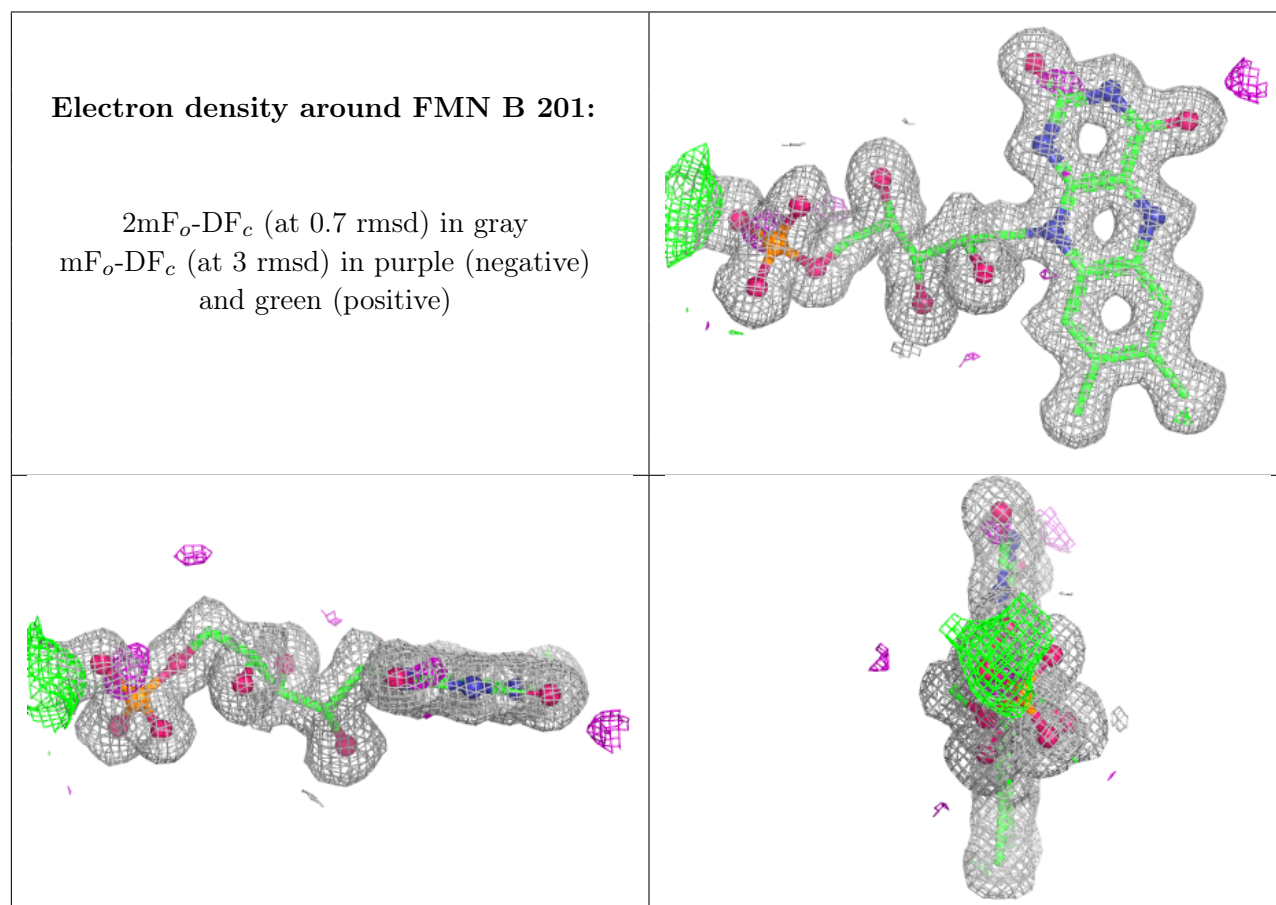 Electron density around FMN B 201:
2mFo-DFc (at 0.7 rmsd) in gray
mFo-DFc (at 3 rmsd) in purple (negative)
and green (positive)